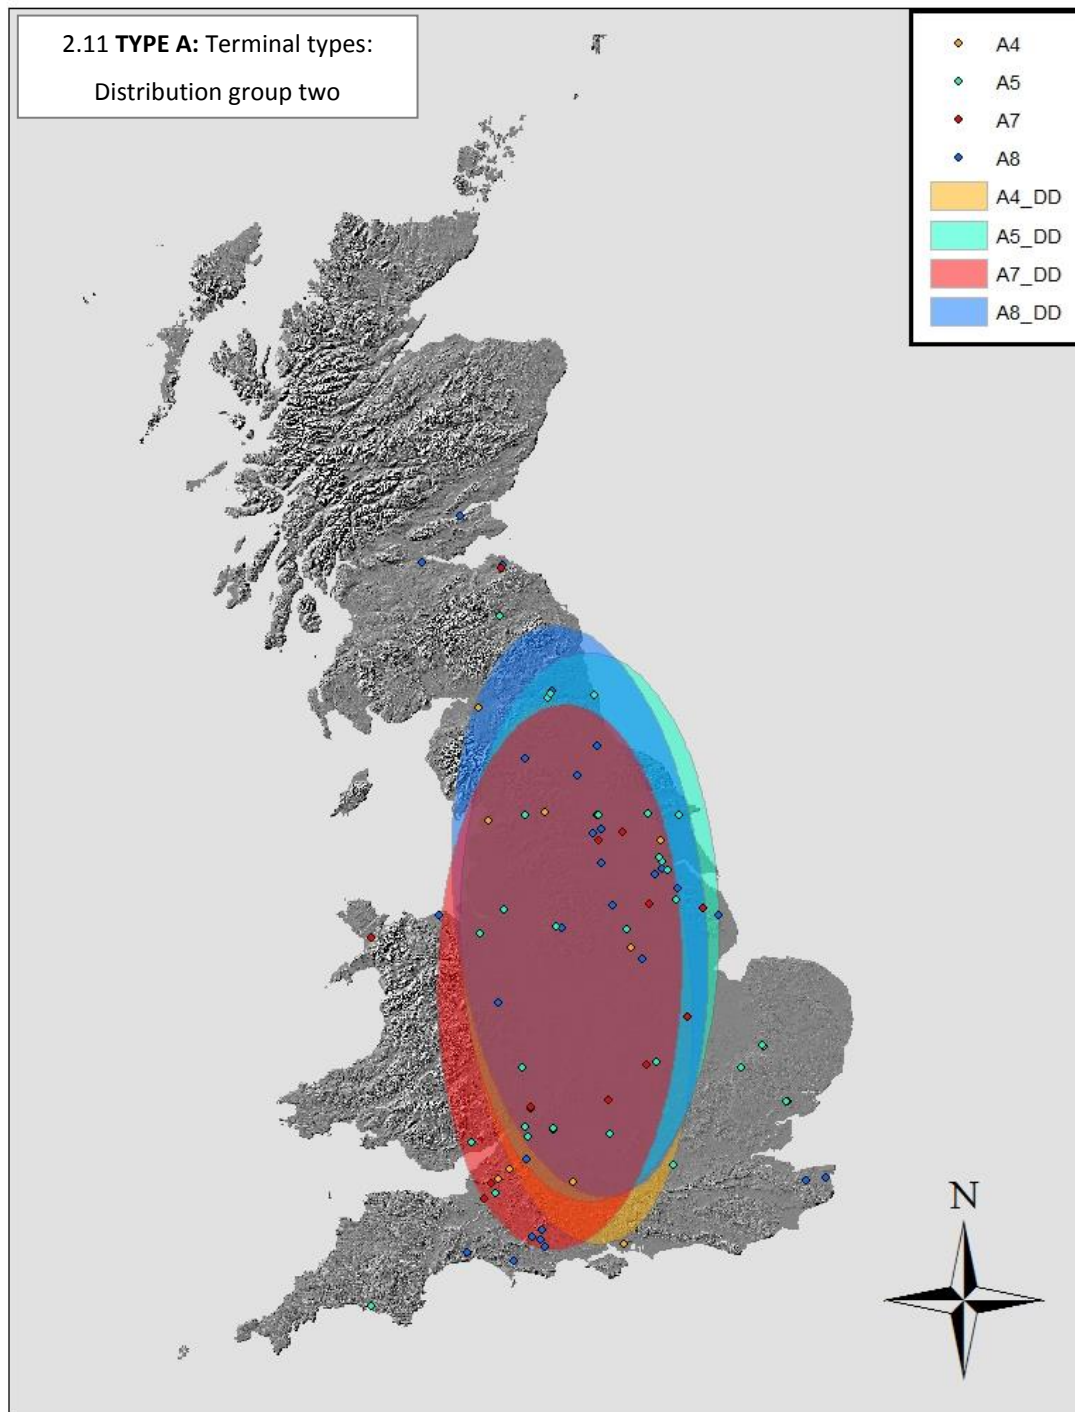 2.11 TYPE A: Terminal types:
Distribution group two
A4
A5
A7
A8
A4_DD
A5_DD
A7_DD
A8_DD
N